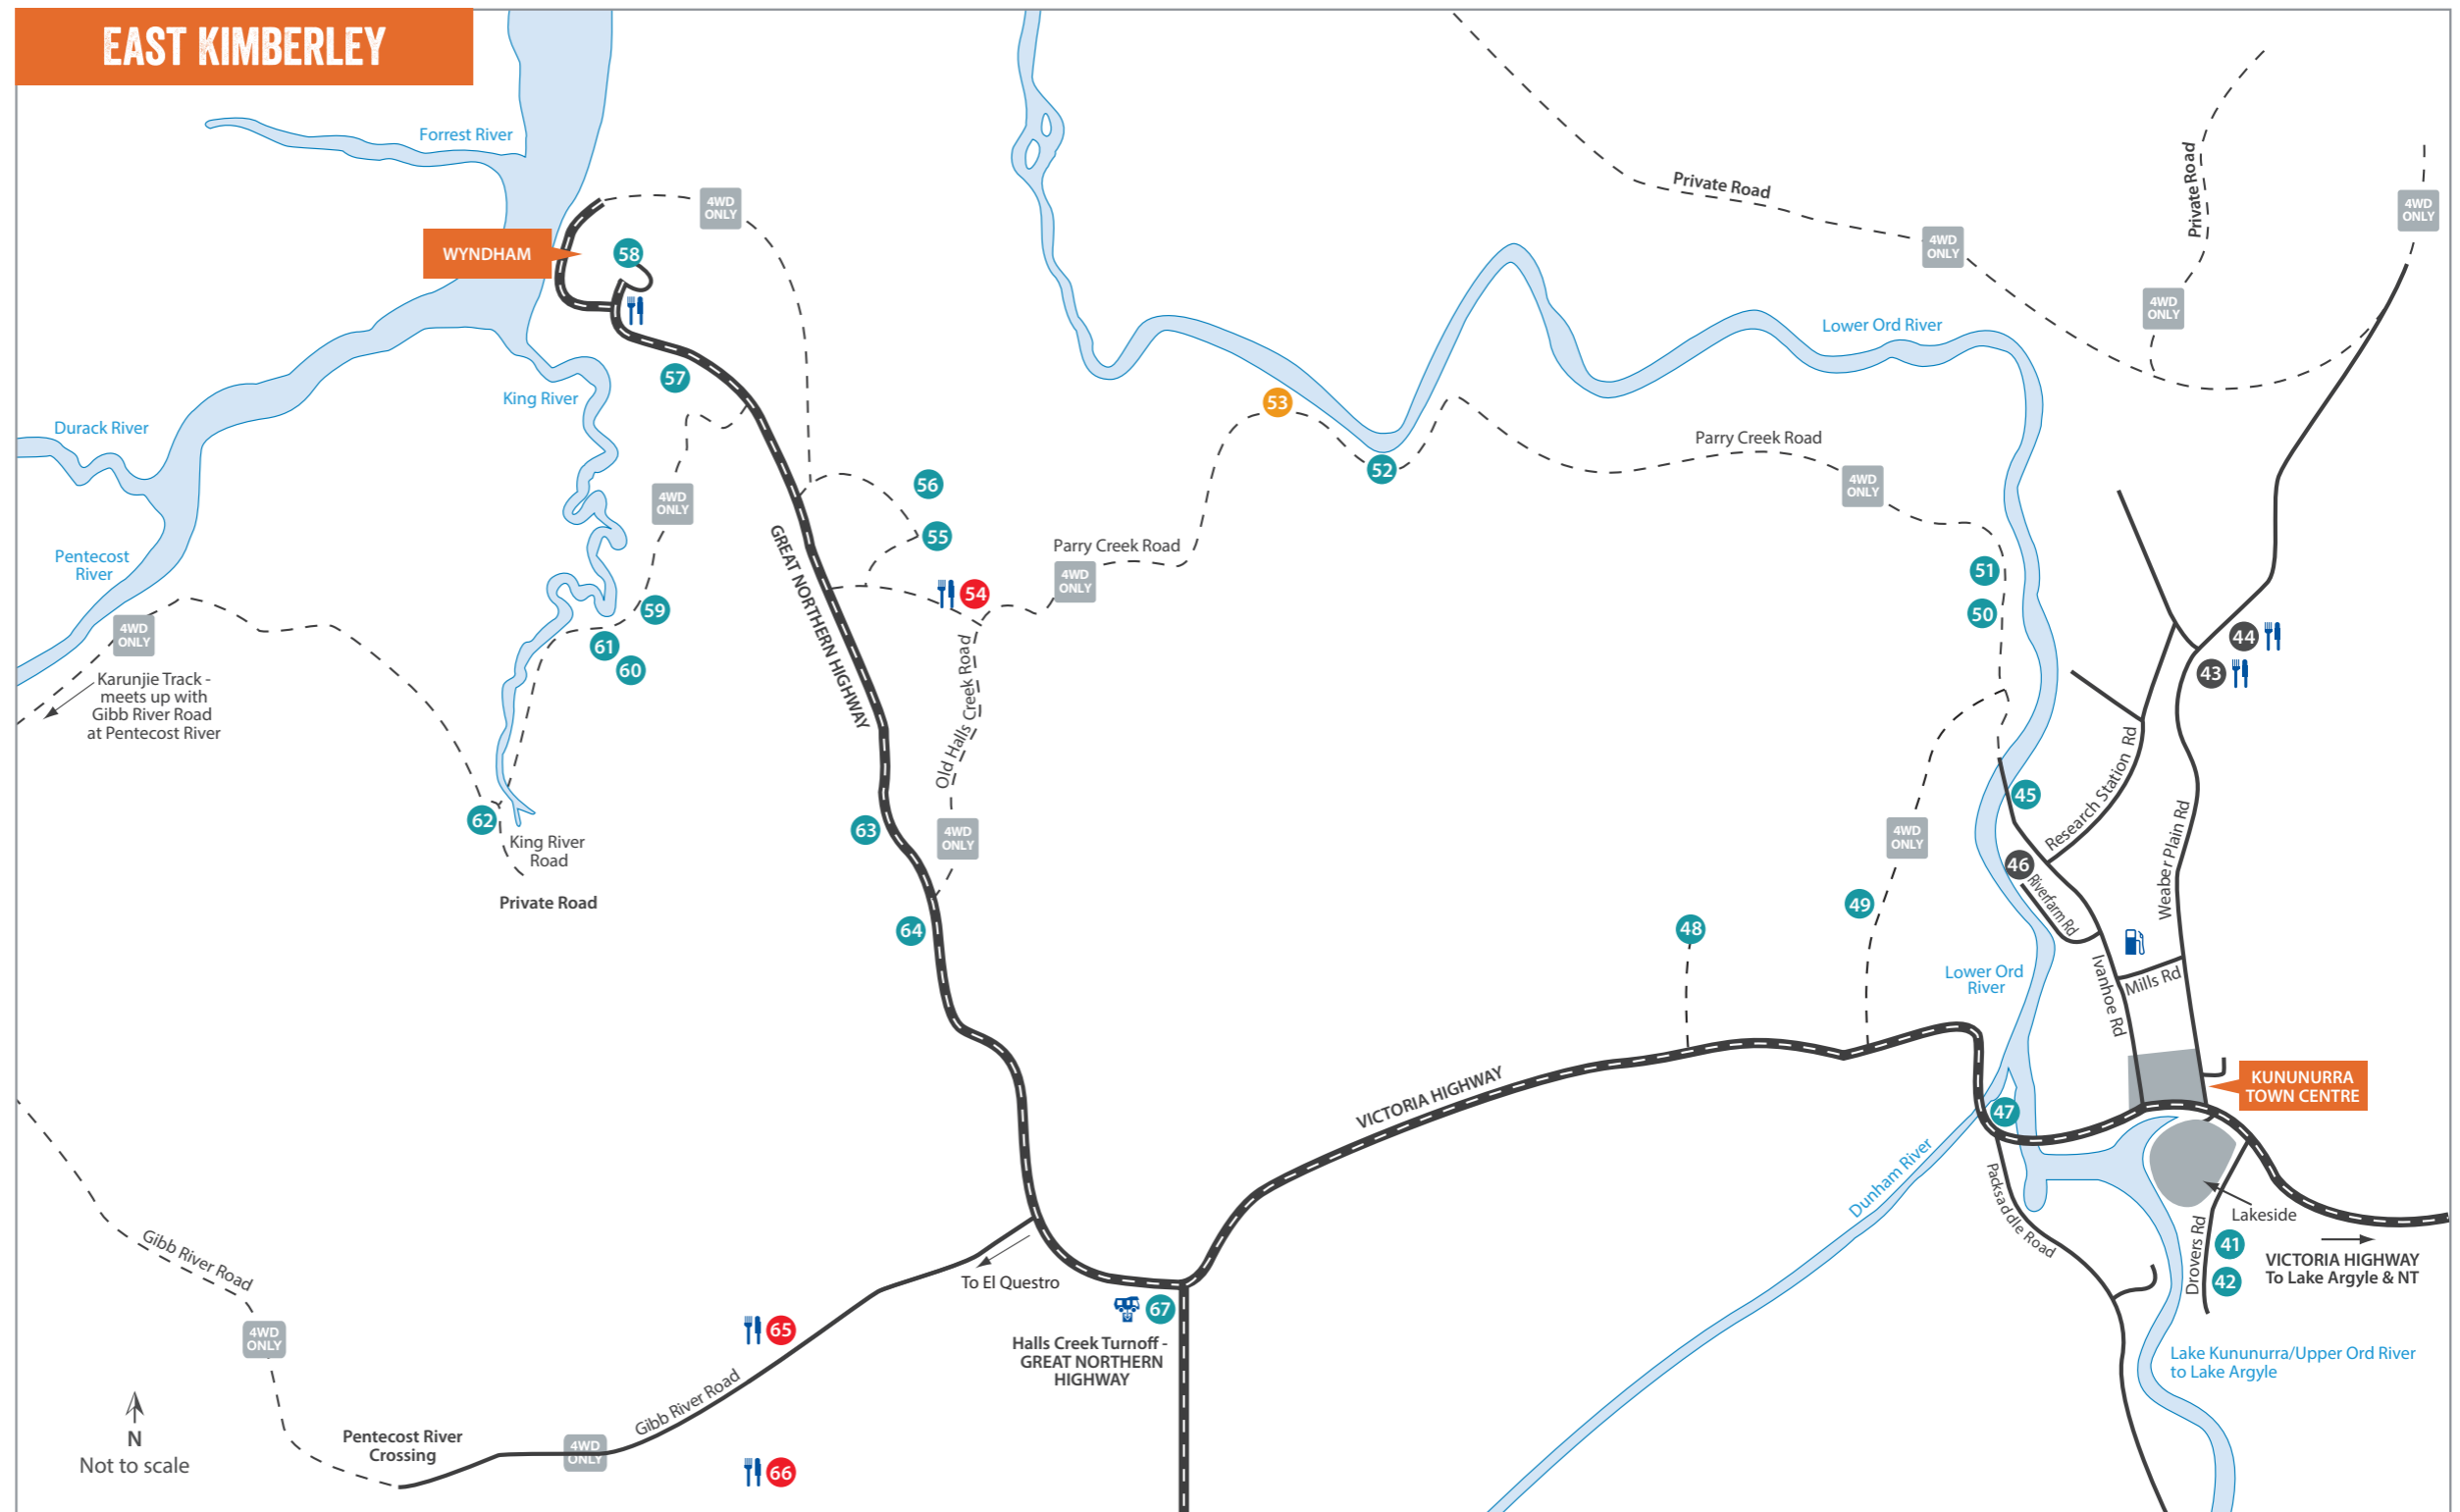 EAST KIMBERLEY
Forrest River
4WD
ONLY
WYNDHAM
58
57
King River
Durack River
Pentecost
River
4WD
ONLY
4WD
ONLY
Karunjie Track -
meets up with
Gibb River Road
at Pentecost River
59
61
60
62
King River
Road
Private Road
GREAT NORTHERN HIGHWAY
56
55
54
Parry Creek Road
4WD
ONLY
Old Halls Creek Road
4WD
ONLY
63
64
53
52
Private Road
4WD
ONLY
Private Road
4WD
ONLY
4WD
ONLY
Lower Ord River
Parry Creek Road
4WD
ONLY
51
50
44
43
45
Research Station Rd
46
Riverfarm Rd
Weaber Plain Rd
4WD
ONLY
49
48
Lower Ord
River
Ivanhoe Rd
Mills Rd
KUNUNURRA
TOWN CENTRE
VICTORIA HIGHWAY
47
Dunham River
Packsaddle Road
Lakeside
Drovers Rd
41
42
VICTORIA HIGHWAY
To Lake Argyle & NT
Lake Kununurra/Upper Ord River
to Lake Argyle
To El Questro
67
Halls Creek Turnoff -
GREAT NORTHERN
HIGHWAY
65
66
Gibb River Road
4WD
ONLY
Gibb River Road
4WD
ONLY
Pentecost River
Crossing
N
Not to scale